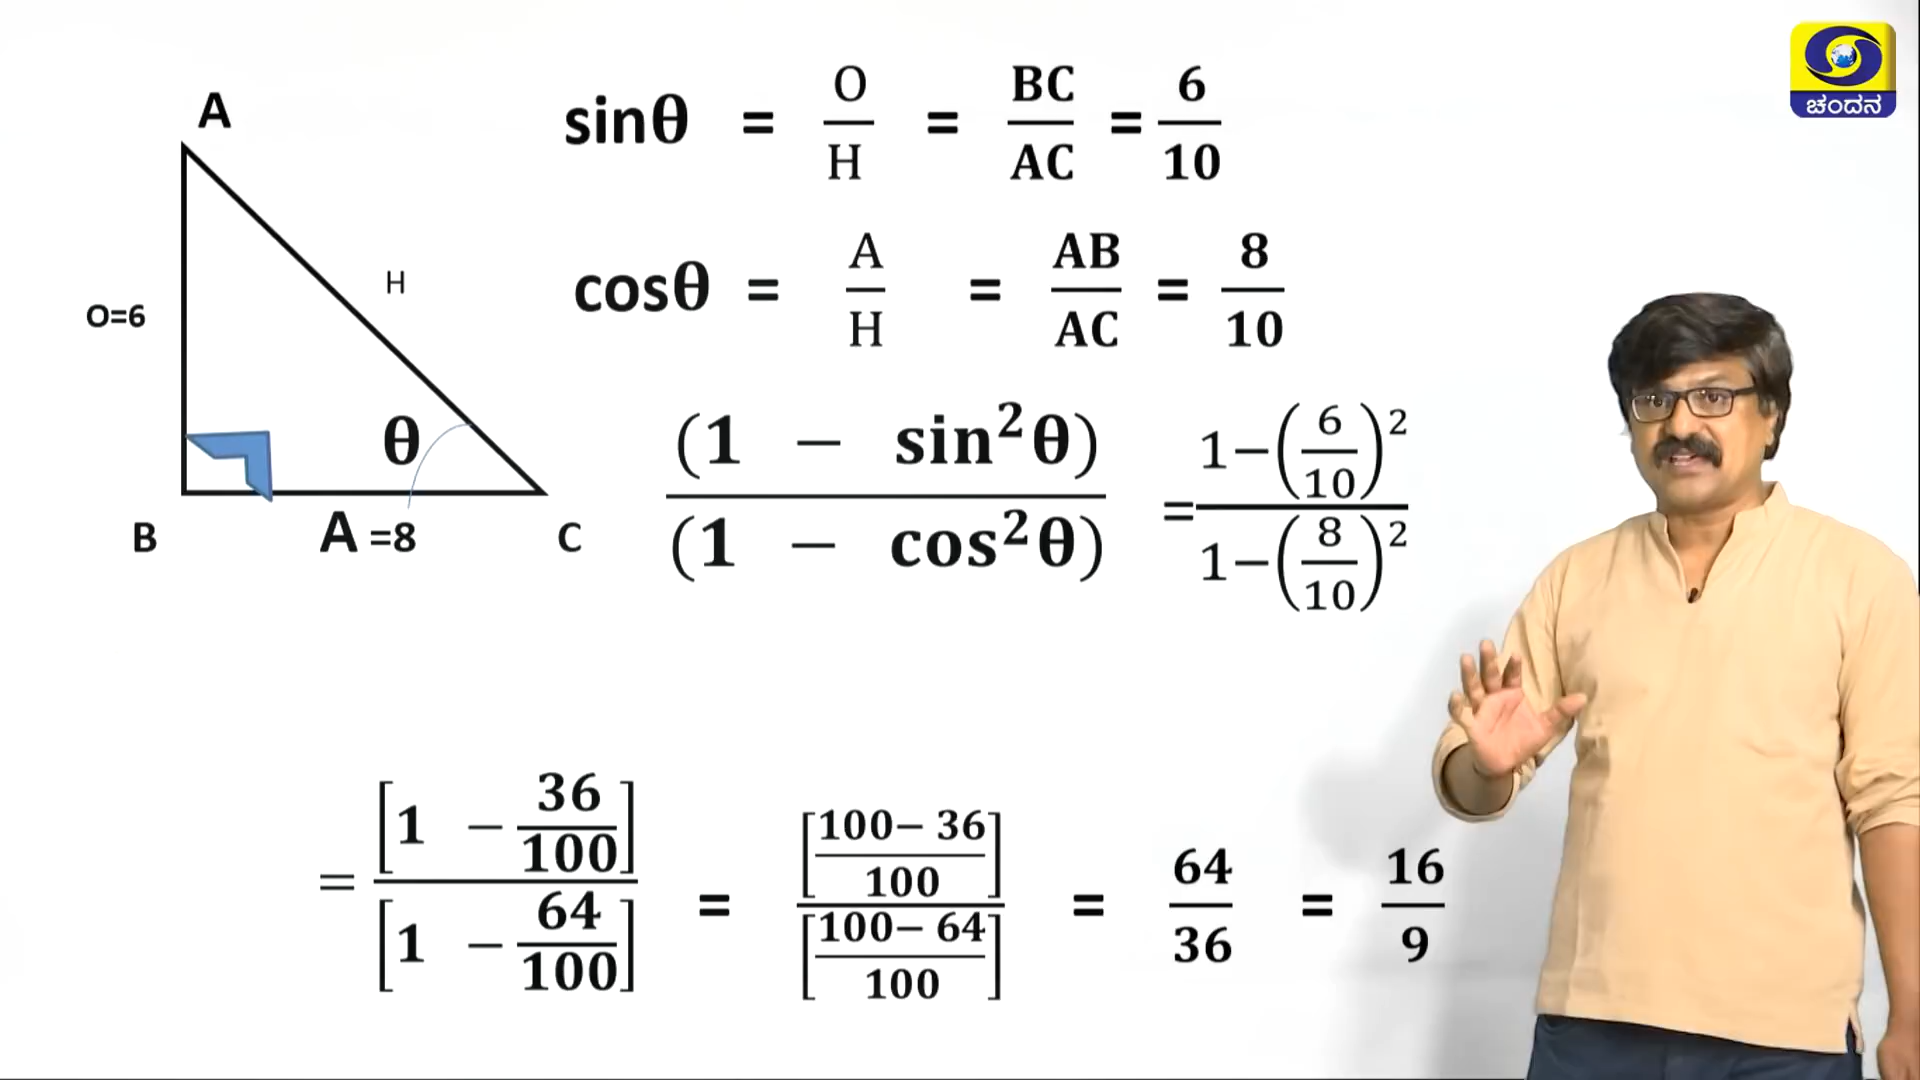 ಚಂದನ
A
O=6
H
θ
B
A =8
C
sinθ = O/H = BC/AC = 6/10
cosθ = A/H = AB/AC = 8/10
(1 − sin²θ)/(1 − cos²θ) = (1−(6/10)²)/(1−(8/10)²)
= [1 − 36/100]/[1 − 64/100] = [(100− 36)/100]/[(100− 64)/100] = 64/36 = 16/9